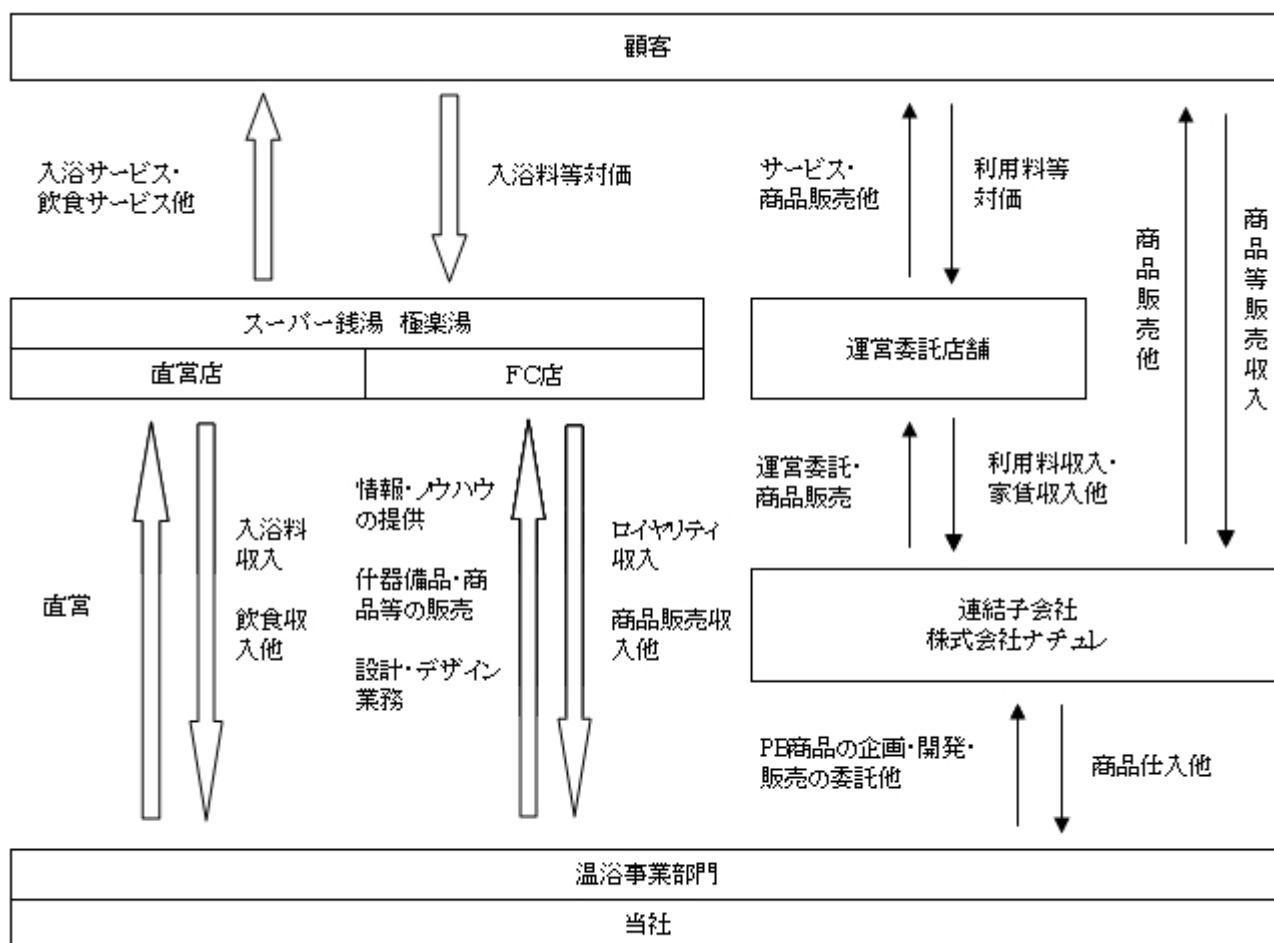 顧客
入浴サービス・
飲食サービス他
入浴料等対価
サービス・
商品販売他
利用料等
対価
商品販売他
商品等販売収入
スーパー銭湯 極楽湯
直営店
FC店
運営委託店舗
直営
入浴料
収入
飲食収
入他
情報・ノウハウ
の提供
什器備品・商
品等の販売
設計・デザイン
業務
ロイヤリティ
収入
商品販売収
入他
運営委託・
商品販売
利用料収入・
家賃収入他
連結子会社
株式会社ナチュレ
PB商品の企画・開発・
販売の委託他
商品仕入他
温浴事業部門
当社